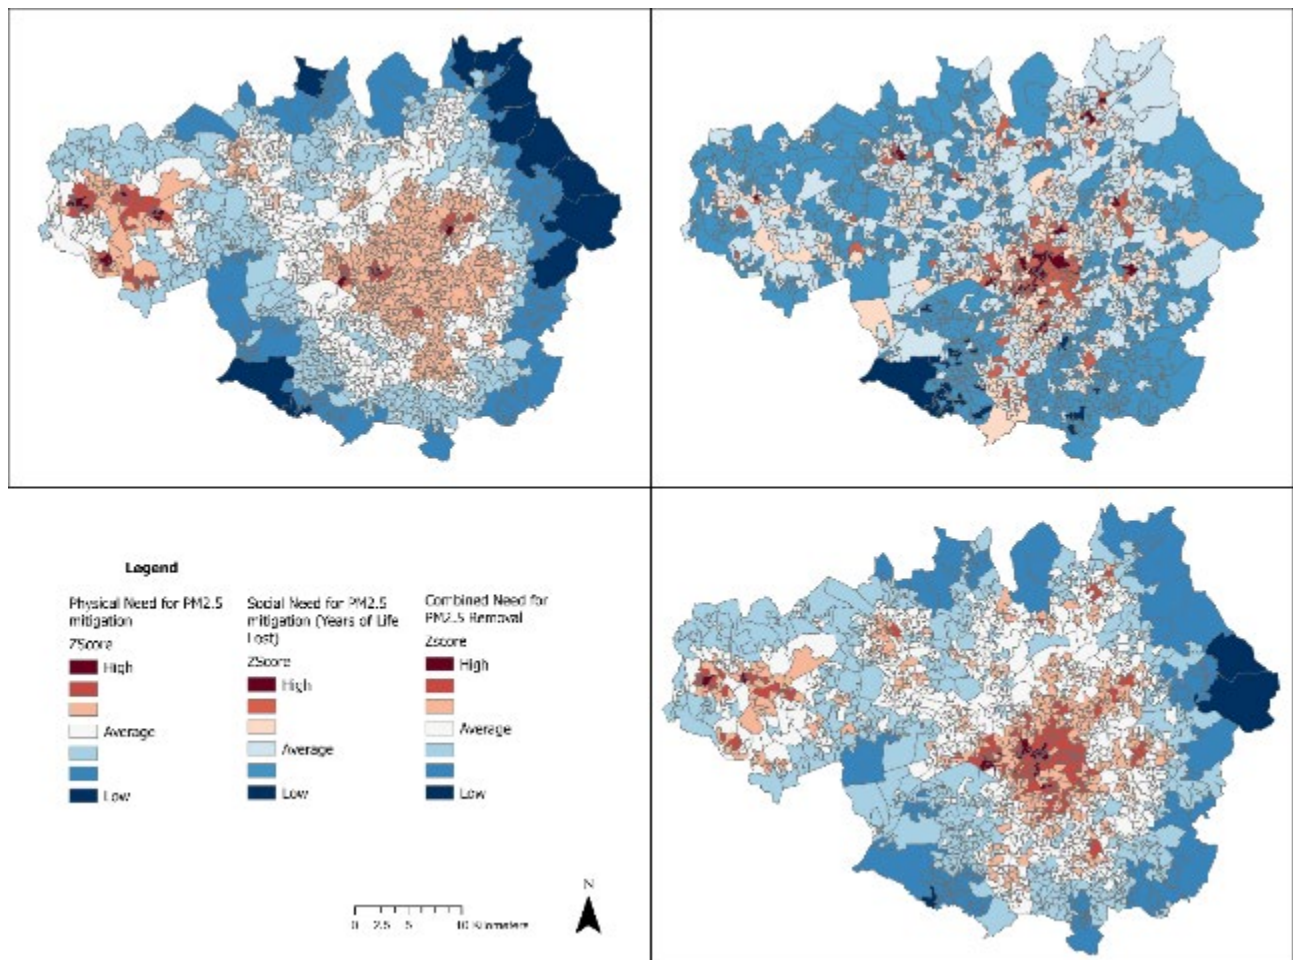 Legend
Physical Need for PM2.5
mitigation
ZScore
High
Average
Low
Social Need for PM2.5
mitigation (Years of Life
Lost)
ZScore
High
Average
Low
Combined Need for
PM2.5 Removal
Zscore
High
Average
Low
N
0 2.5 5 10 Kilometers